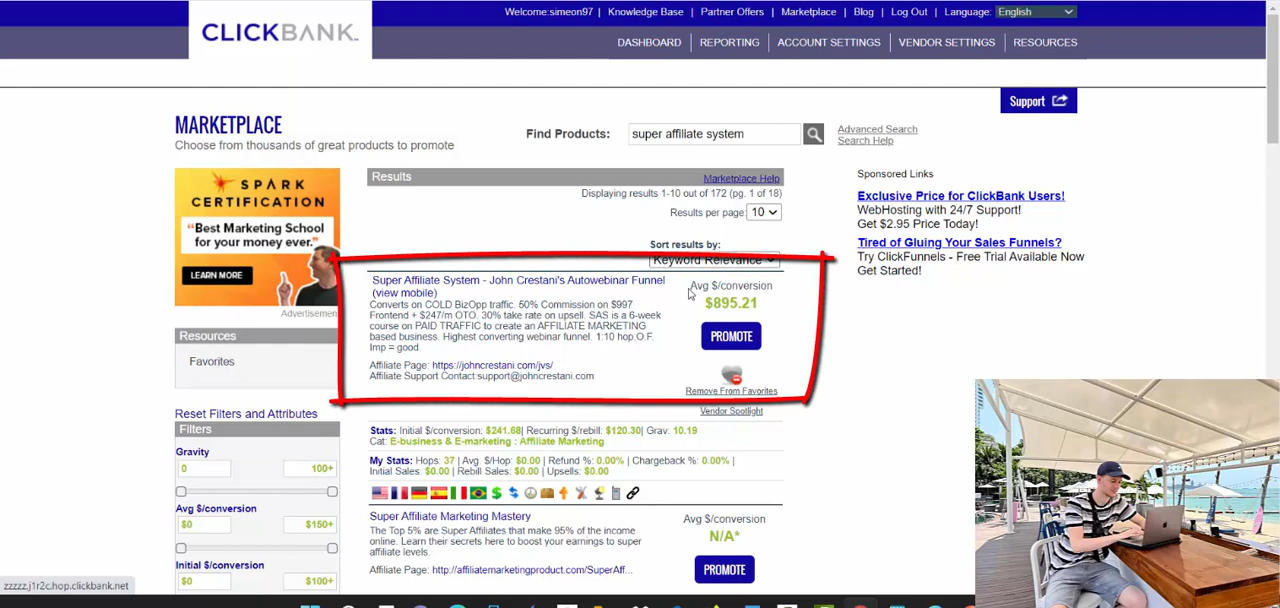 Welcome:simeon97 | Knowledge Base | Partner Offers | Marketplace | Blog | Log Out | Language: English
CLICKBANK
DASHBOARD | REPORTING | ACCOUNT SETTINGS | VENDOR SETTINGS | RESOURCES
Support
MARKETPLACE
Choose from thousands of great products to promote
Find Products: super affiliate system
Advanced Search
Search Help
SPARK
CERTIFICATION
"Best Marketing School
for your money ever."
LEARN MORE
Advertisemen
Resources
Favorites
Reset Filters and Attributes
Filters
Gravity
0 100+
Avg $/conversion
$0 $150+
Initial $/conversion
$0 $100+
Results
Marketplace Help
Displaying results 1-10 out of 172 (pg. 1 of 18)
Results per page: 10
Sort results by:
Keyword Relevance
Super Affiliate System - John Crestani's Autowebinar Funnel
(view mobile)
Converts on COLD BizOpp traffic. 50% Commission on $997
Frontend + $247/m OTO. 30% take rate on upsell. SAS is a 6-week
course on PAID TRAFFIC to create an AFFILIATE MARKETING
based business. Highest converting webinar funnel. 1:10 hop.O.F.
Imp = good.
Affiliate Page: https://johncrestani.com/jvs/
Affiliate Support Contact:support@johncrestani.com
Avg $/conversion
$895.21
PROMOTE
Remove From Favorites
Vendor Spotlight
Stats: Initial $/conversion: $241.68| Recurring $/rebill: $120.30| Grav: 10.19
Cat: E-business & E-marketing : Affiliate Marketing
My Stats: Hops: 37 | Avg. $/Hop: $0.00 | Refund %: 0.00% | Chargeback %: 0.00% |
Initial Sales: $0.00 | Rebill Sales: $0.00 | Upsells: $0.00
Super Affiliate Marketing Mastery
The Top 5% are Super Affiliates that make 95% of the income
online. Learn their secrets here to boost your earnings to super
affiliate levels.
Affiliate Page: http://affiliatemarketingproduct.com/SuperAff...
Avg $/conversion
N/A*
PROMOTE
Sponsored Links
Exclusive Price for ClickBank Users!
WebHosting with 24/7 Support!
Get $2.95 Price Today!
Tired of Gluing Your Sales Funnels?
Try ClickFunnels - Free Trial Available Now
Get Started!
zzzzz.j1r2c.hop.clickbank.net